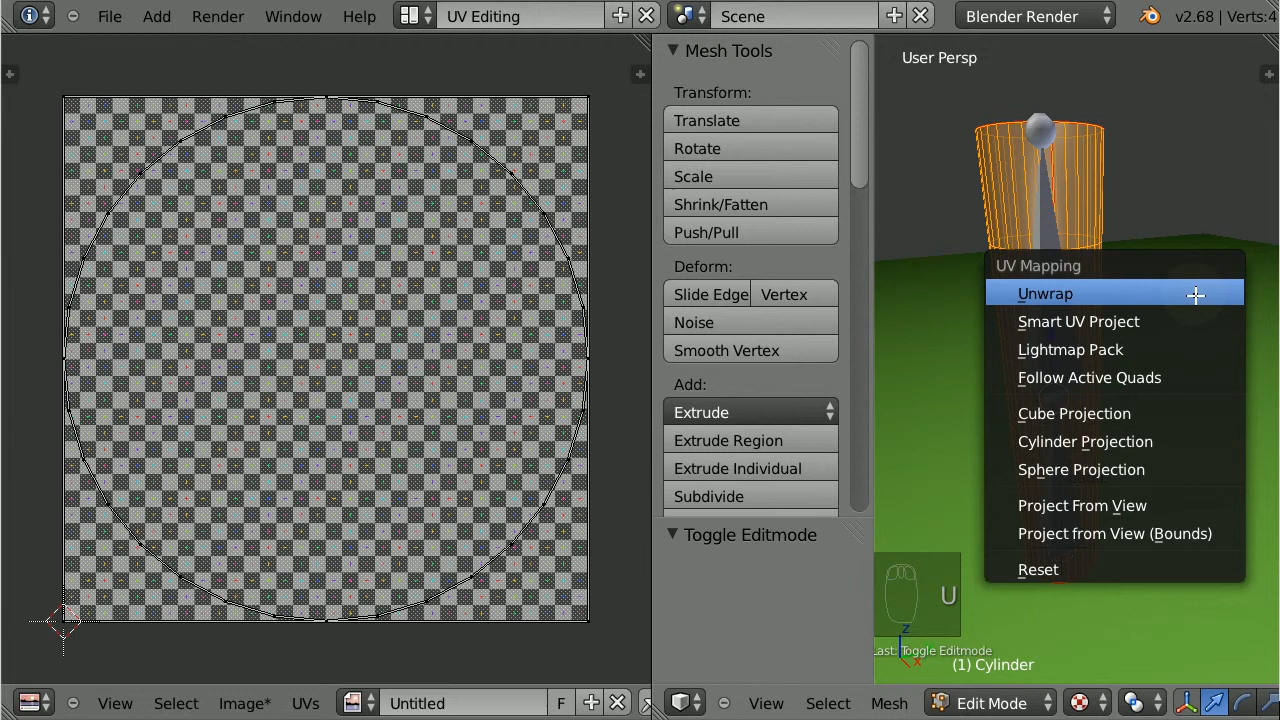 File Add Render Window Help UV Editing Scene Blender Render v2.68 | Verts:4
Mesh Tools
Transform:
Translate
Rotate
Scale
Shrink/Fatten
Push/Pull
Deform:
Slide Edge Vertex
Noise
Smooth Vertex
Add:
Extrude
Extrude Region
Extrude Individual
Subdivide
Toggle Editmode
User Persp
UV Mapping
Unwrap
Smart UV Project
Lightmap Pack
Follow Active Quads
Cube Projection
Cylinder Projection
Sphere Projection
Project From View
Project from View (Bounds)
Reset
U
z
x
Last: Toggle Editmode
(1) Cylinder
View Select Image* UVs Untitled F View Select Mesh Edit Mode